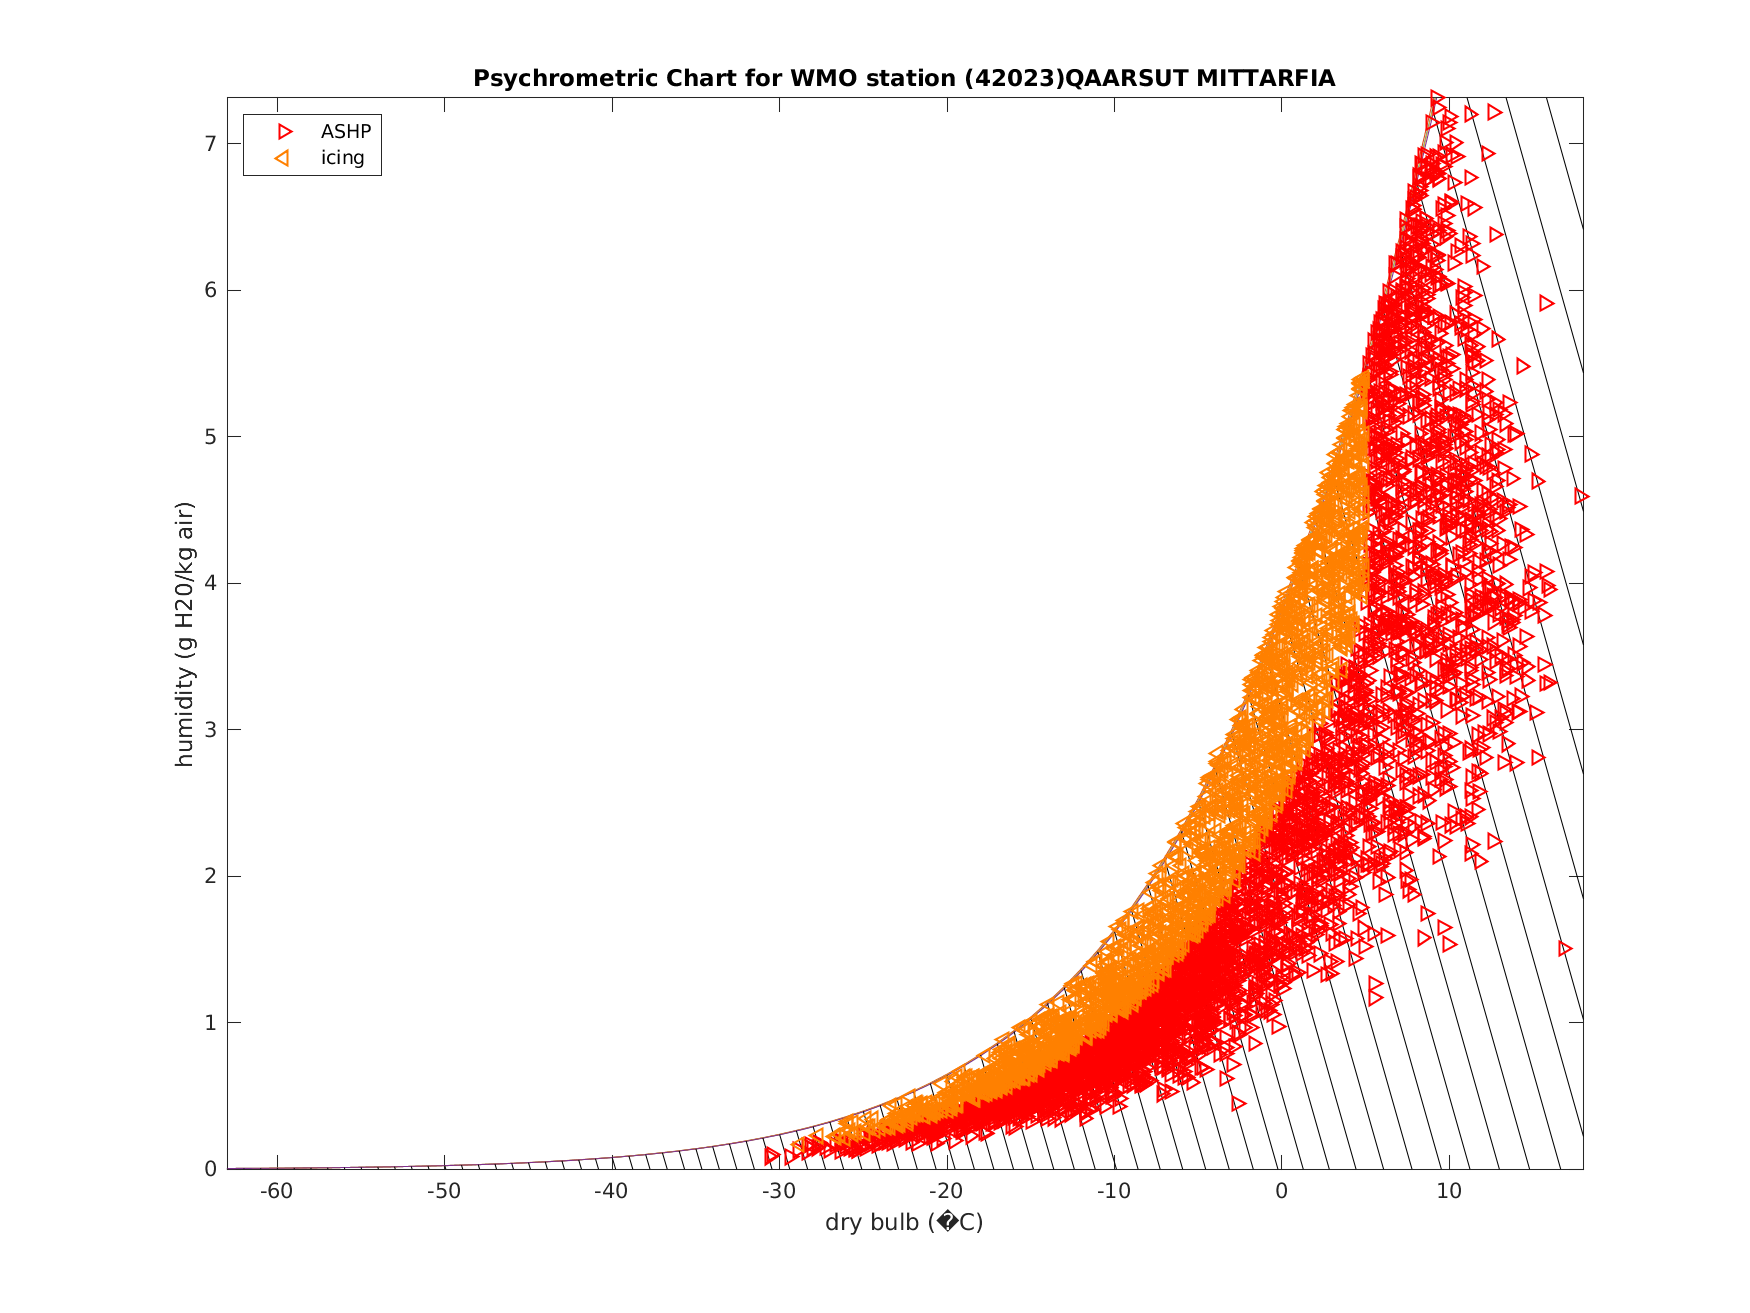 Psychrometric Chart for WMO station (42023)QAARSUT MITTARFIA
ASHP
icing
7
6
5
4
3
2
1
0
humidity (g H20/kg air)
-60 -50 -40 -30 -20 -10 0 10
dry bulb (�C)